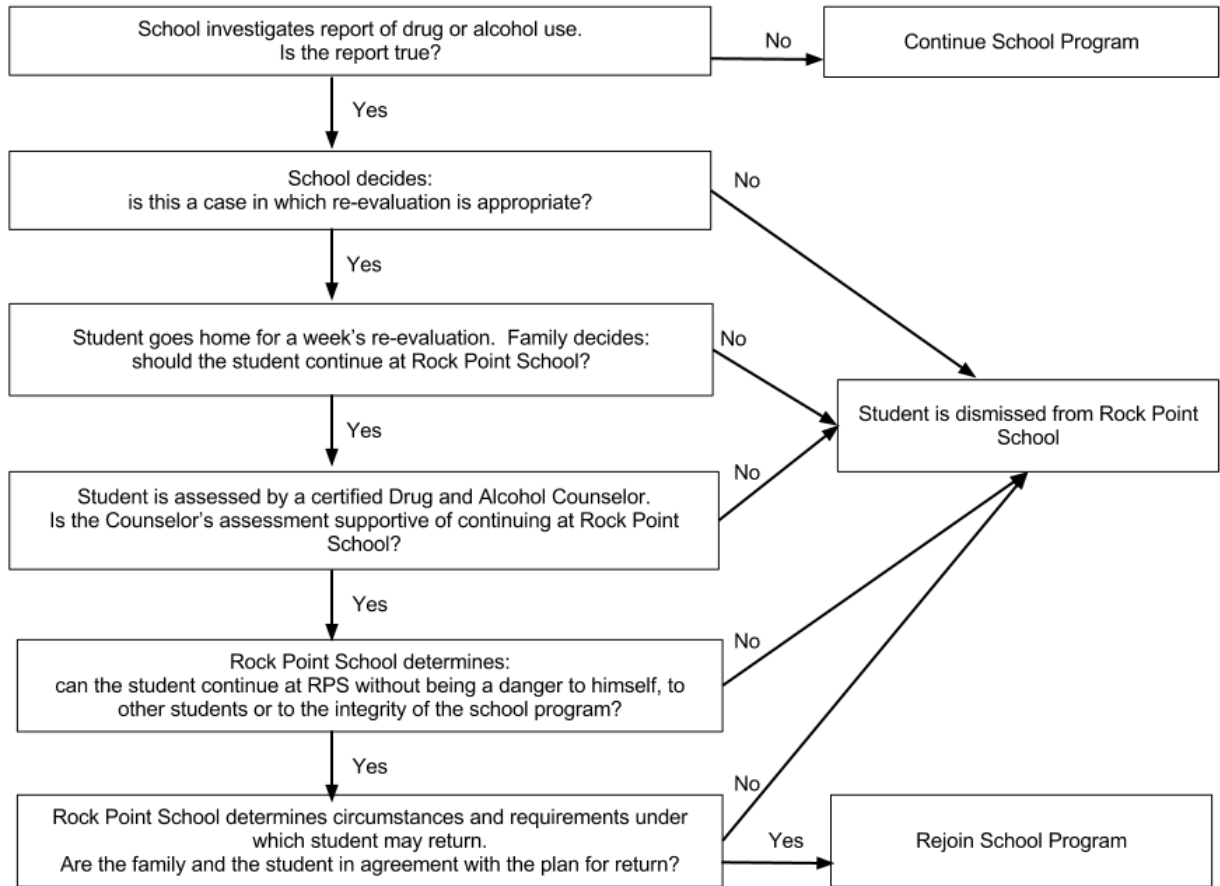 School investigates report of drug or alcohol use.
Is the report true?
No
Continue School Program
Yes
School decides:
is this a case in which re-evaluation is appropriate?
No
Yes
Student goes home for a week's re-evaluation.  Family decides:
should the student continue at Rock Point School?
No
Student is dismissed from Rock Point
School
Yes
Student is assessed by a certified Drug and Alcohol Counselor.
Is the Counselor's assessment supportive of continuing at Rock Point
School?
No
Yes
Rock Point School determines:
can the student continue at RPS without being a danger to himself, to
other students or to the integrity of the school program?
No
Yes
Rock Point School determines circumstances and requirements under
which student may return.
Are the family and the student in agreement with the plan for return?
No
Yes
Rejoin School Program